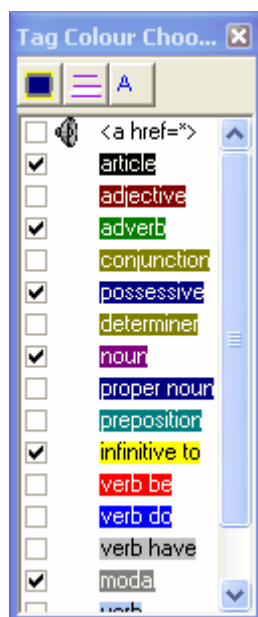 Tag Colour Choo...
A
<a href=*>
article
adjective
adverb
conjunction
possessive
determiner
noun
proper noun
preposition
infinitive to
verb be
verb do
verb have
modal